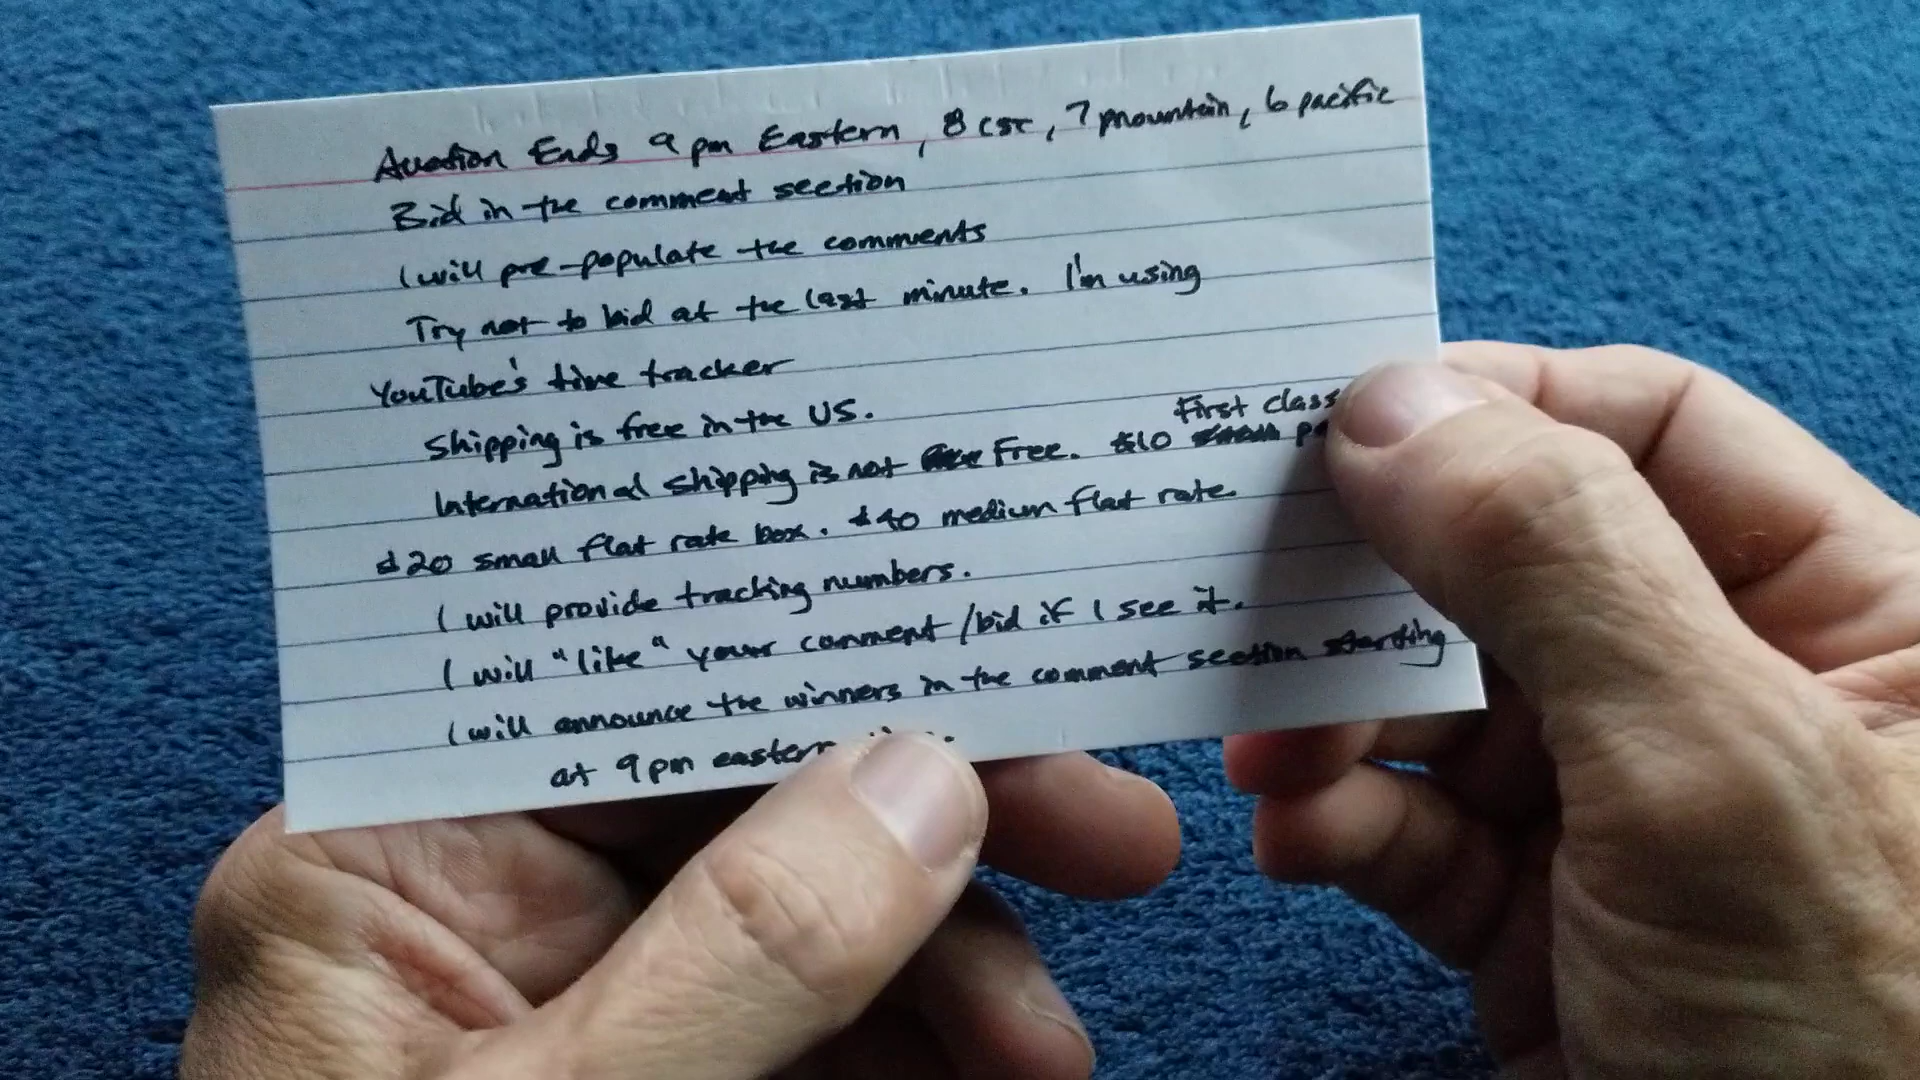 Auction Ends 9 pm Eastern, 8 CST, 7 mountain, 6 pacific
Bid in the comment section
I will pre-populate the comments
Try not to bid at the last minute. I'm using
YouTube's time tracker
Shipping is free in the US.
First class
International shipping is not Free. $10
$20 small flat rate box. $40 medium flat rate.
I will provide tracking numbers.
I will "like" your comment/bid if I see it.
I will announce the winners in the comment section starting
at 9pm eastern